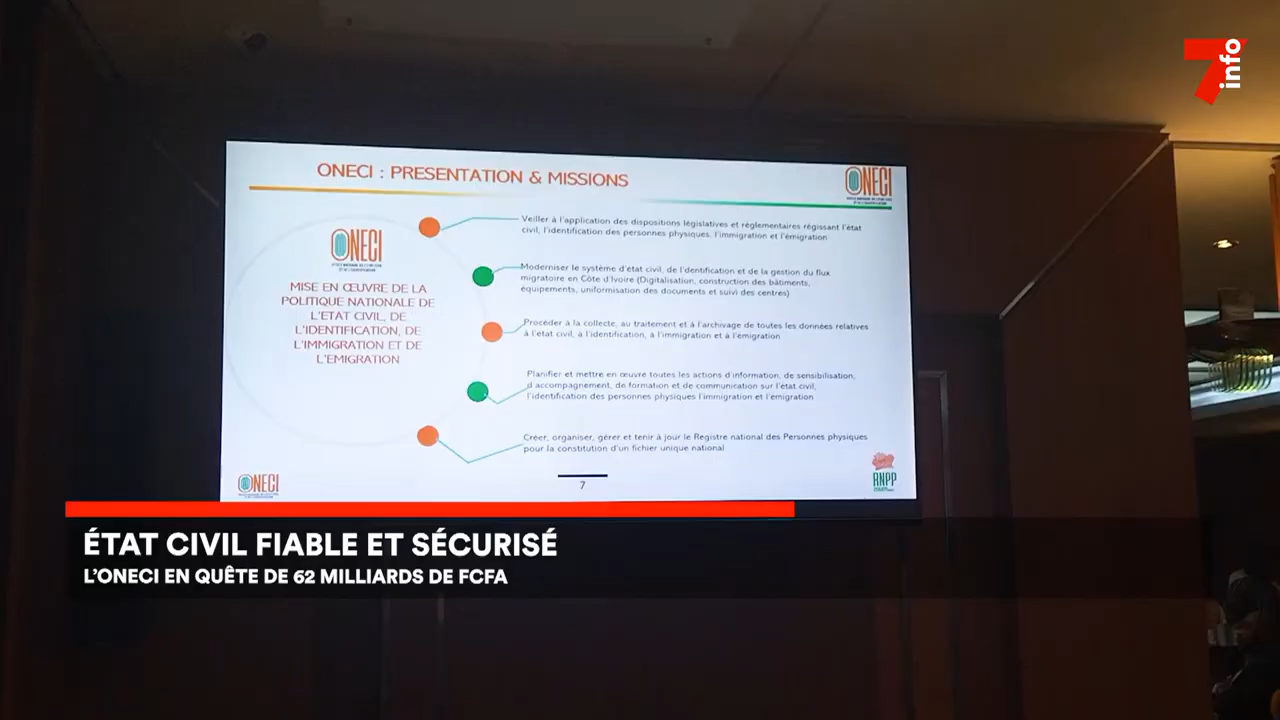 7info
ONECI : PRESENTATION & MISSIONS
ONECI
ONECI
MISE EN ŒUVRE DE LA
POLITIQUE NATIONALE DE
L'ETAT CIVIL, DE
L'IDENTIFICATION, DE
L'IMMIGRATION ET DE
L'EMIGRATION
Veiller à l'application des dispositions législatives et réglementaires régissant l'état
civil, l'identification des personnes physiques, l'immigration et l'émigration
Moderniser le système d'état civil, de l'dentification et de la gestion du flux
migratoire en Côte d'Ivoire (Digitalisation, construction des bâtiments,
équipements, uniformisation des documents et suivi des centres)
Procéder à la collecte, au traitement et à l'archivage de toutes les données relatives
à l'état civil, à l'identification, à l'immigration et à l'émigration
Planifier et mettre en œuvre toutes les actions d'information, de sensibilisation,
d'accompagnement, de formation et de communication sur l'état civil,
l'identification des personnes physiques l'immigration et l'émigration
Créer, organiser, gérer et tenir à jour le Registre national des Personnes physiques
pour la constitution d'un fichier unique national
ONECI
7
RNPP
ÉTAT CIVIL FIABLE ET SÉCURISÉ
L'ONECI EN QUÊTE DE 62 MILLIARDS DE FCFA